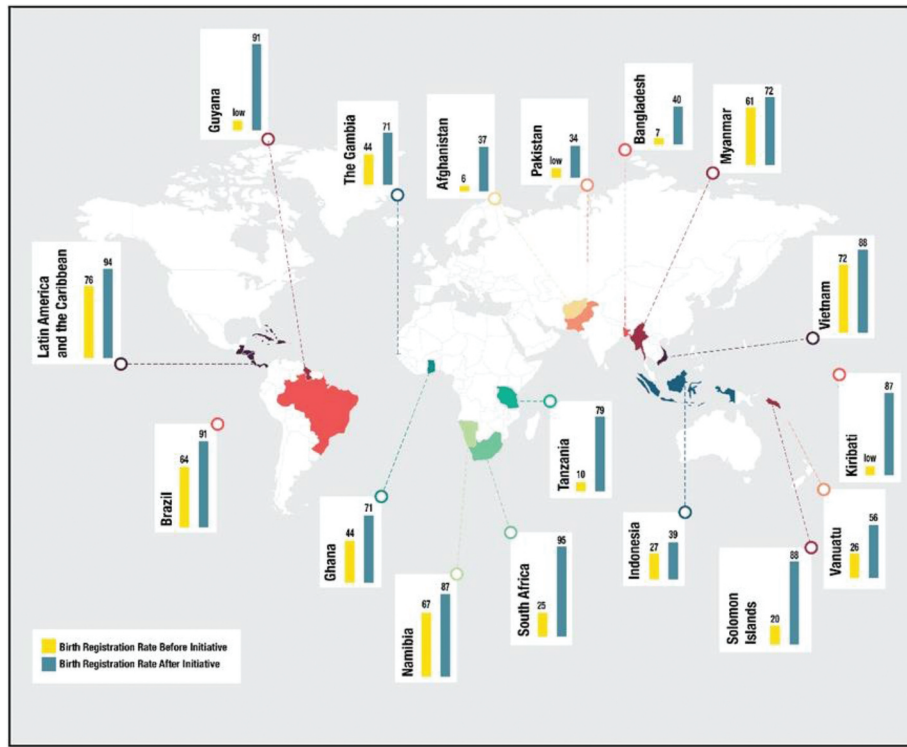 Guyana
low
91
The Gambia
44
71
Afghanistan
6
37
Pakistan
low
34
Bangladesh
7
40
Myanmar
61
72
Latin America
and the Caribbean
76
94
Vietnam
72
88
Brazil
64
91
Ghana
44
71
Namibia
67
87
South Africa
25
95
Tanzania
10
79
Indonesia
27
39
Solomon
Islands
20
88
Vanuatu
26
56
Kiribati
low
87
Birth Registration Rate Before Initiative
Birth Registration Rate After Initiative